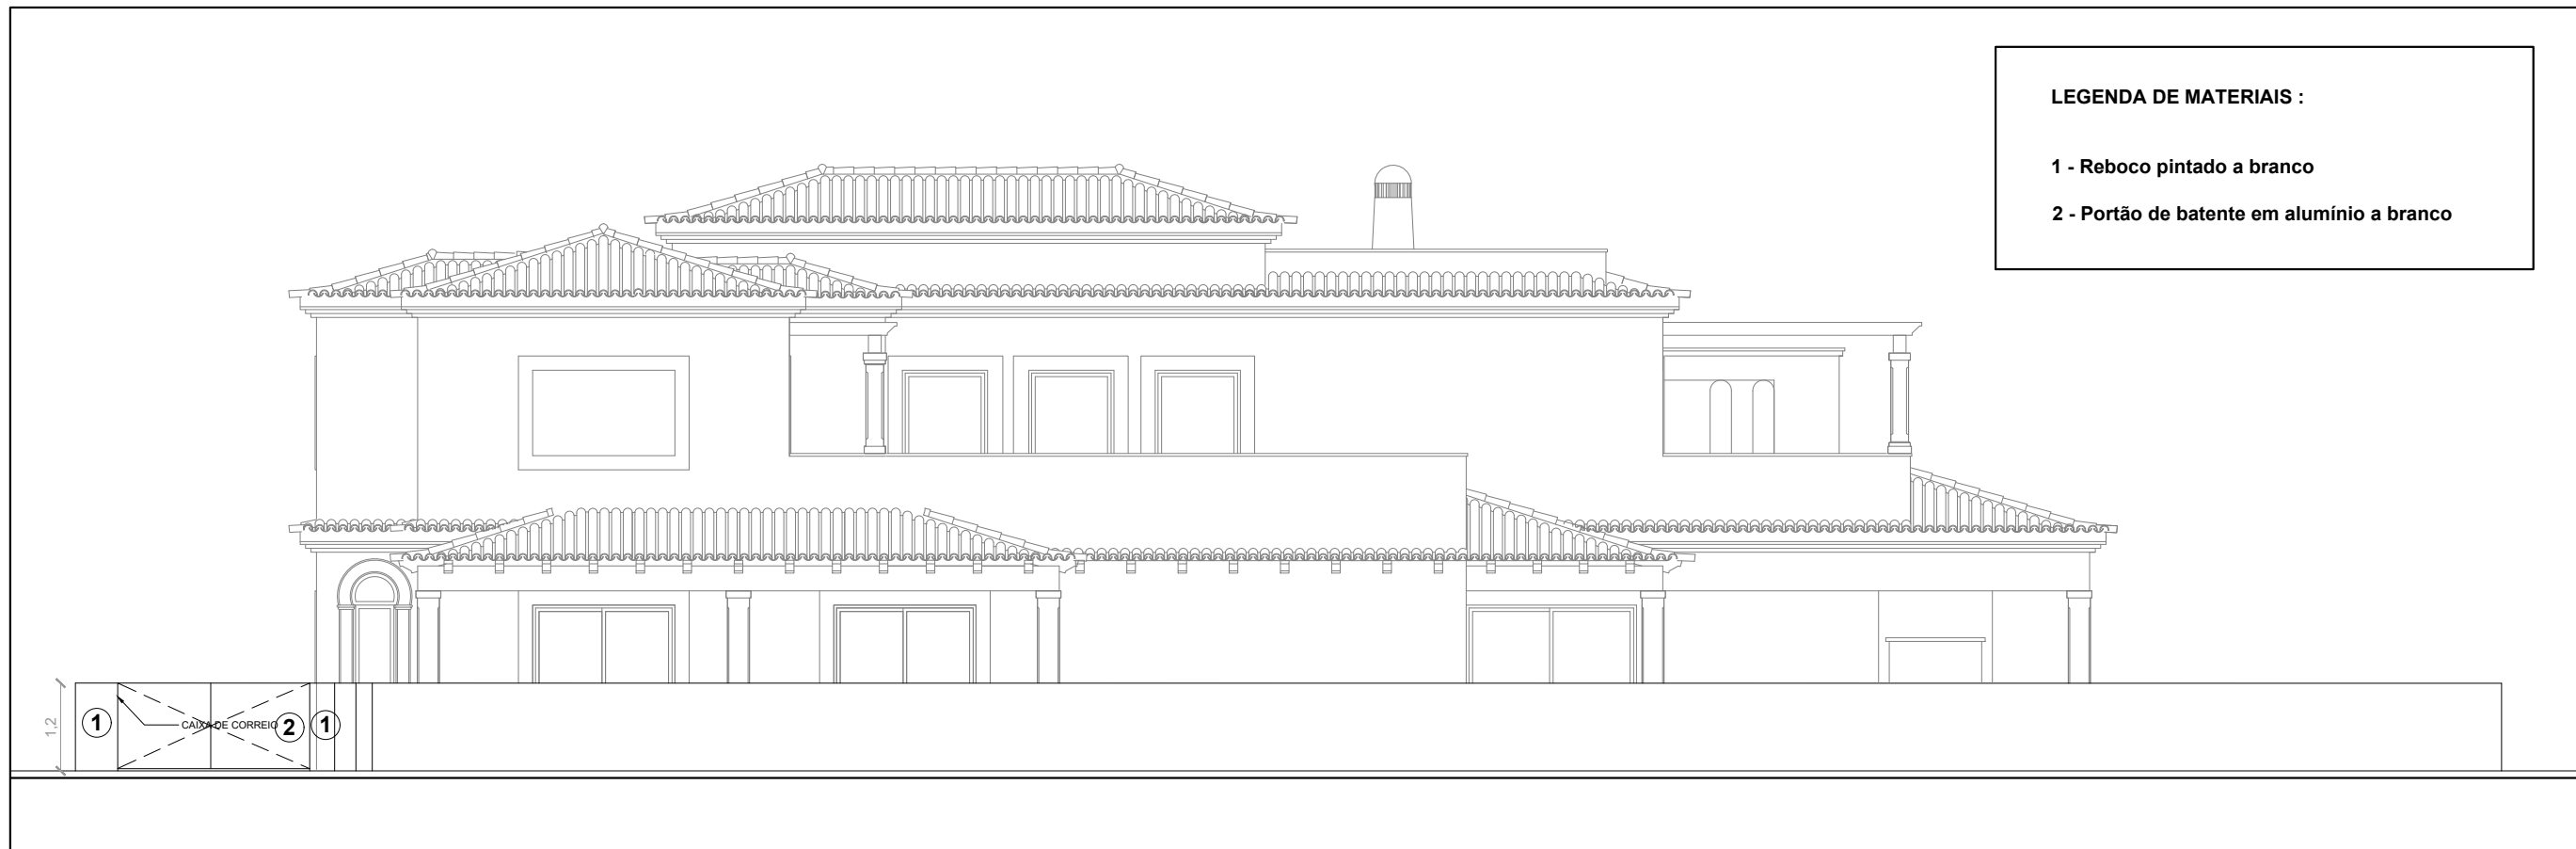 LEGENDA DE MATERIAIS :
1 - Reboco pintado a branco
2 - Portão de batente em alumínio a branco
1,2
1
CAIXA DE CORREIO
2
1